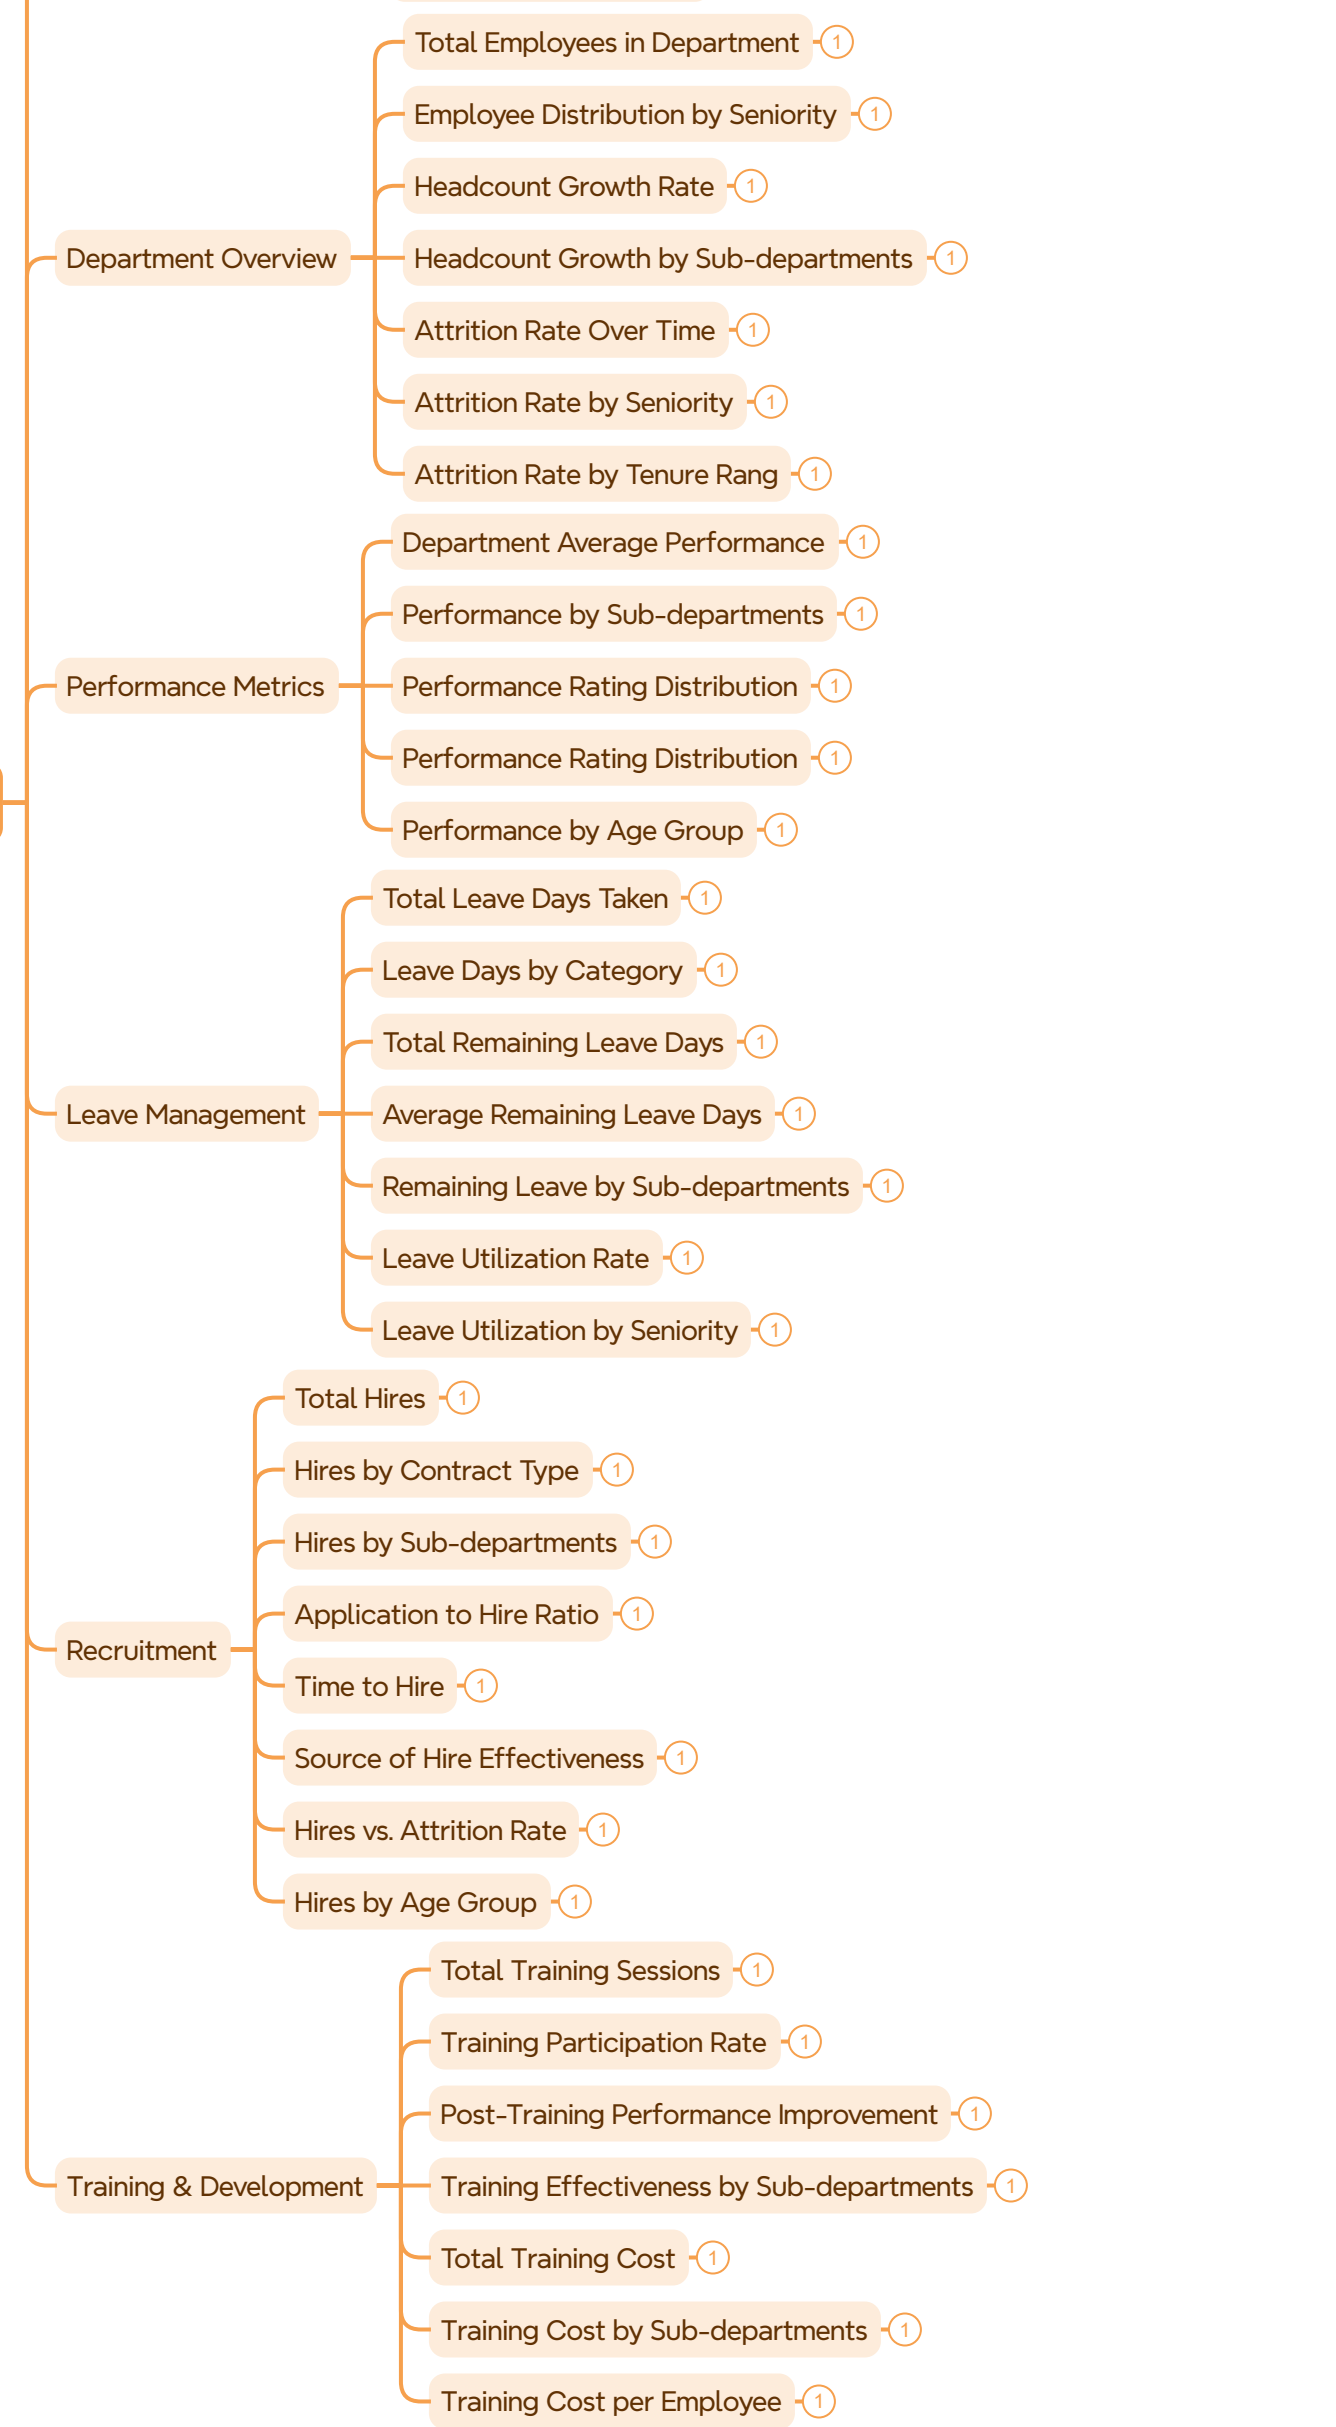 Total Employees in Department 1
Employee Distribution by Seniority 1
Headcount Growth Rate 1
Department Overview
Headcount Growth by Sub-departments 1
Attrition Rate Over Time 1
Attrition Rate by Seniority 1
Attrition Rate by Tenure Rang 1
Department Average Performance 1
Performance by Sub-departments 1
Performance Metrics
Performance Rating Distribution 1
Performance Rating Distribution 1
Performance by Age Group 1
Total Leave Days Taken 1
Leave Days by Category 1
Total Remaining Leave Days 1
Leave Management
Average Remaining Leave Days 1
Remaining Leave by Sub-departments 1
Leave Utilization Rate 1
Leave Utilization by Seniority 1
Total Hires 1
Hires by Contract Type 1
Hires by Sub-departments 1
Application to Hire Ratio 1
Recruitment
Time to Hire 1
Source of Hire Effectiveness 1
Hires vs. Attrition Rate 1
Hires by Age Group 1
Total Training Sessions 1
Training Participation Rate 1
Post-Training Performance Improvement 1
Training & Development
Training Effectiveness by Sub-departments 1
Total Training Cost 1
Training Cost by Sub-departments 1
Training Cost per Employee 1